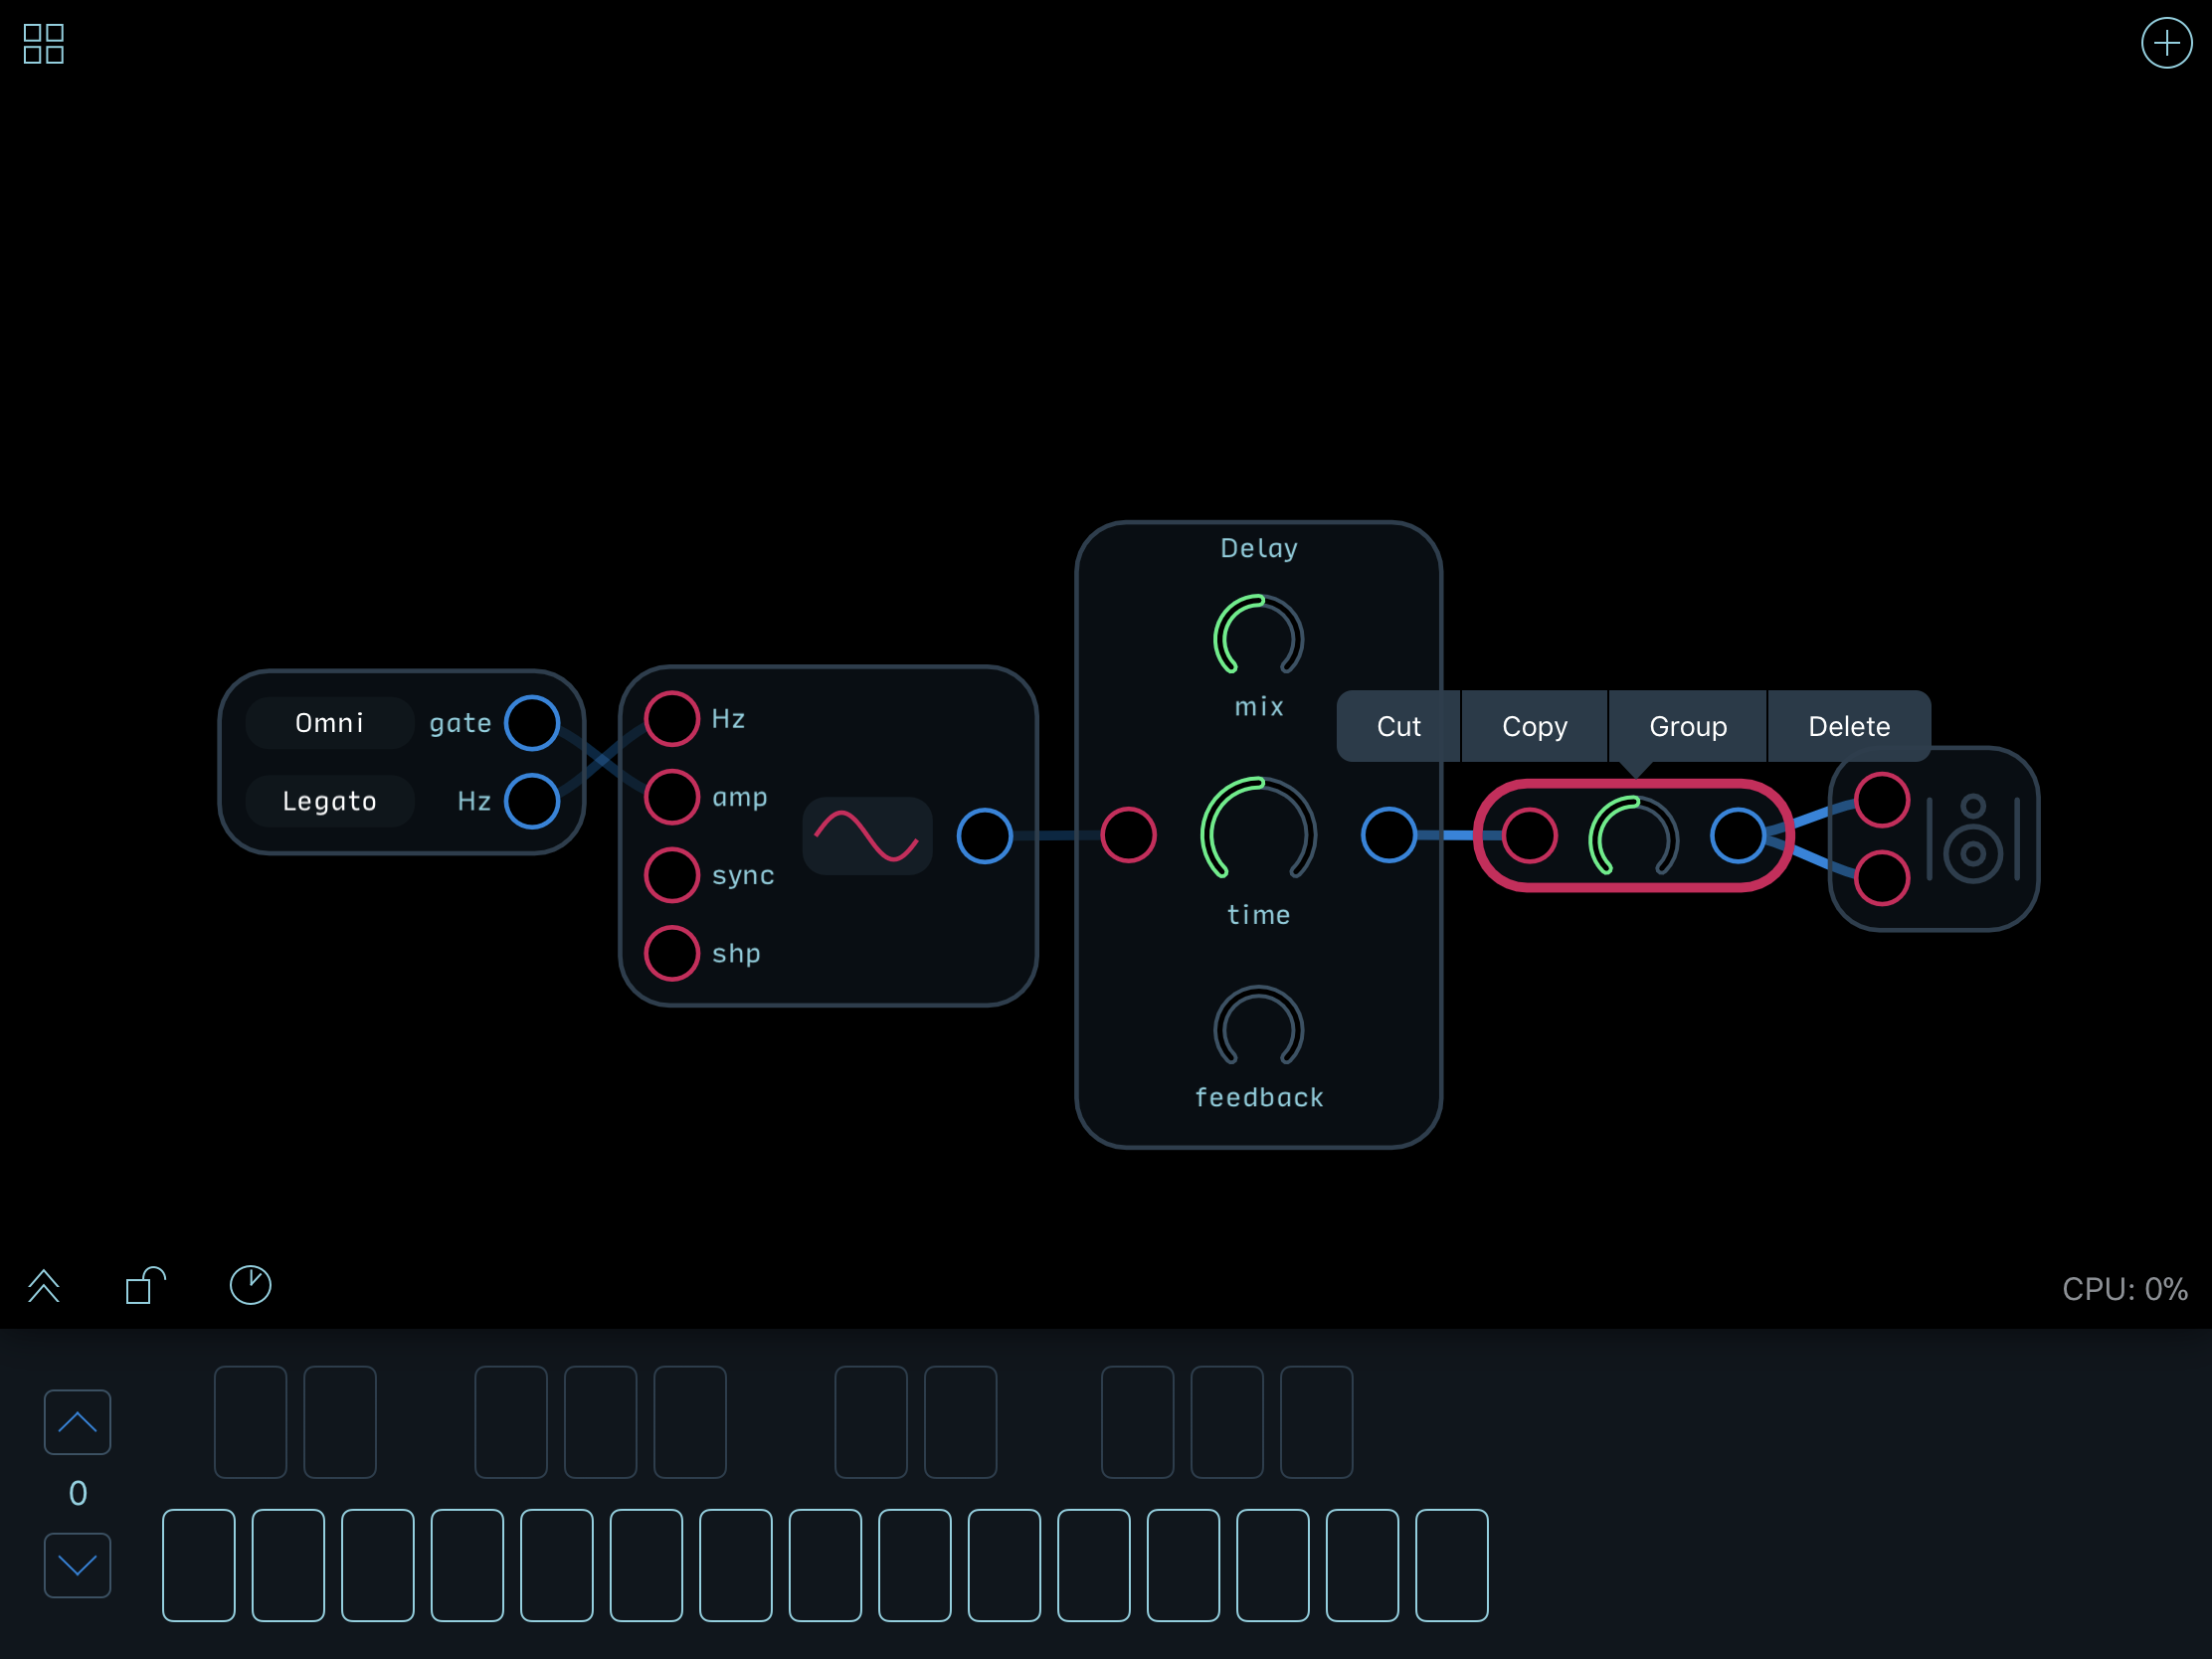 Delay
mix
Cut Copy Group Delete
Omni gate
Legato Hz
Hz
amp
sync
shp
time
feedback
CPU: 0%
0